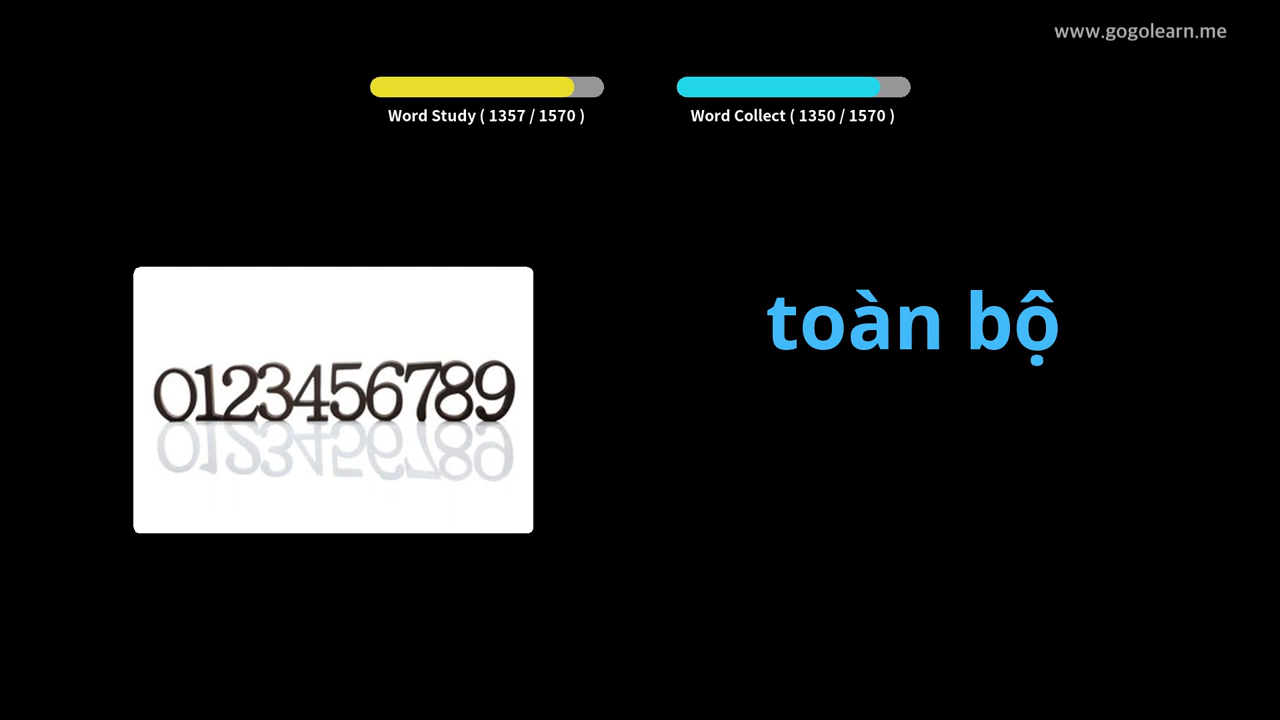 www.gogolearn.me
Word Study ( 1357 / 1570 )
Word Collect ( 1350 / 1570 )
toàn bộ
0123456789